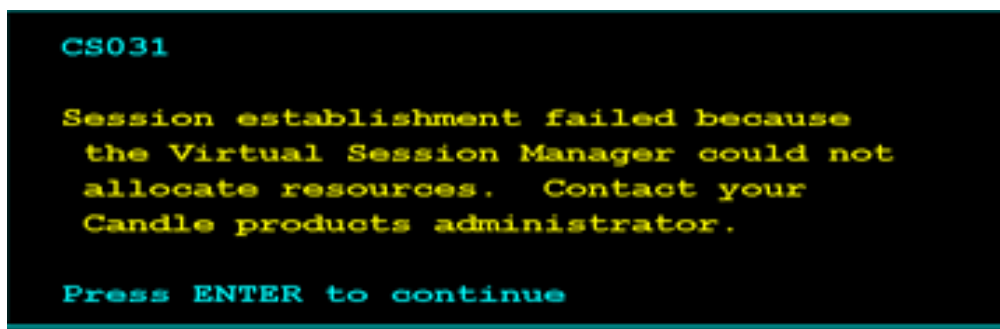 CS031
Session establishment failed because
the Virtual Session Manager could not
allocate resources.  Contact your
Candle products administrator.
Press ENTER to continue